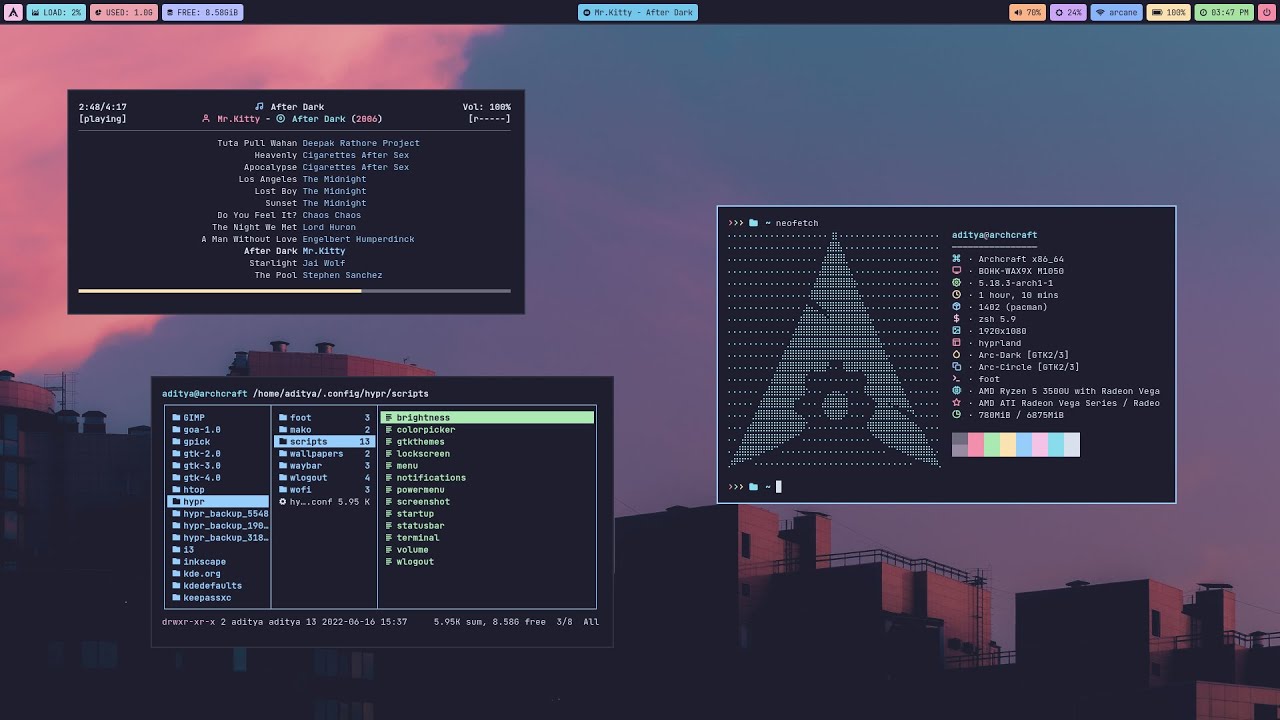 LOAD: 2% USED: 1.0G FREE: 8.58GiB Mr.Kitty - After Dark 70% 24% arcane 100% 03:47 PM
2:48/4:17 After Dark Vol: 100%
[playing] Mr.Kitty - After Dark (2006) [r-----]
Tuta Pull Wahan Deepak Rathore Project
Heavenly Cigarettes After Sex
Apocalypse Cigarettes After Sex
Los Angeles The Midnight
Lost Boy The Midnight
Sunset The Midnight
Do You Feel It? Chaos Chaos
The Night We Met Lord Huron
A Man Without Love Engelbert Humperdinck
After Dark Mr.Kitty
Starlight Jai Wolf
The Pool Stephen Sanchez
❯❯❯ ~ neofetch
aditya@archcraft
· Archcraft x86_64
· BOHK-WAX9X M1050
· 5.18.3-arch1-1
· 1 hour, 10 mins
· 1402 (pacman)
· zsh 5.9
· 1920x1080
· hyprland
· Arc-Dark [GTK2/3]
· Arc-Circle [GTK2/3]
· foot
· AMD Ryzen 5 3500U with Radeon Vega
· AMD ATI Radeon Vega Series / Radeo
· 780MiB / 6875MiB
❯❯❯ ~
aditya@archcraft /home/aditya/.config/hypr/scripts
GIMP foot 3 brightness
goa-1.0 mako 2 colorpicker
gpick scripts 13 gtkthemes
gtk-2.0 wallpapers 2 lockscreen
gtk-3.0 waybar 3 menu
gtk-4.0 wlogout 4 notifications
htop wofi 3 powermenu
hypr hy….conf 5.95 K screenshot
hypr_backup_5548 startup
hypr_backup_190… statusbar
hypr_backup_318… terminal
i3 volume
inkscape wlogout
kde.org
kdedefaults
keepassxc
drwxr-xr-x 2 aditya aditya 13 2022-06-16 15:37 5.95K sum, 8.58G free 3/8 All